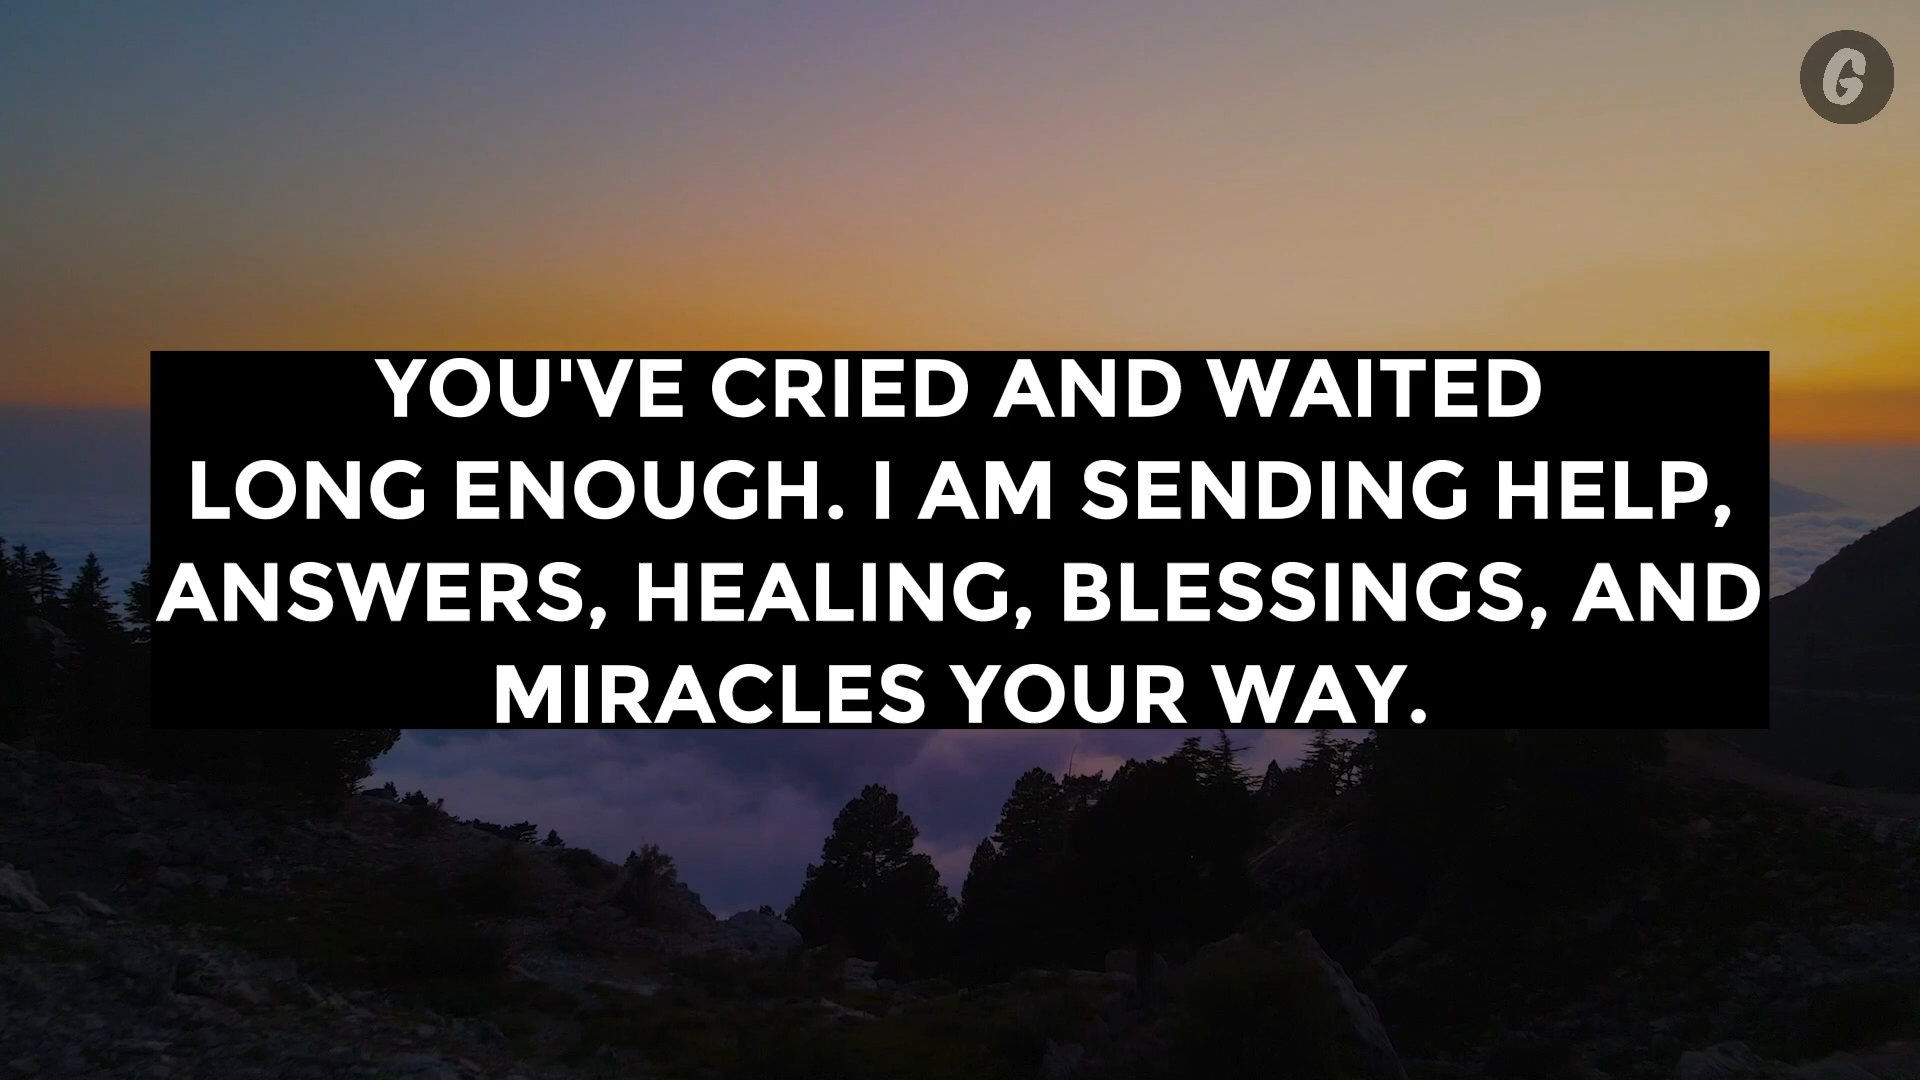 G
YOU'VE CRIED AND WAITED
LONG ENOUGH. I AM SENDING HELP,
ANSWERS, HEALING, BLESSINGS, AND
MIRACLES YOUR WAY.